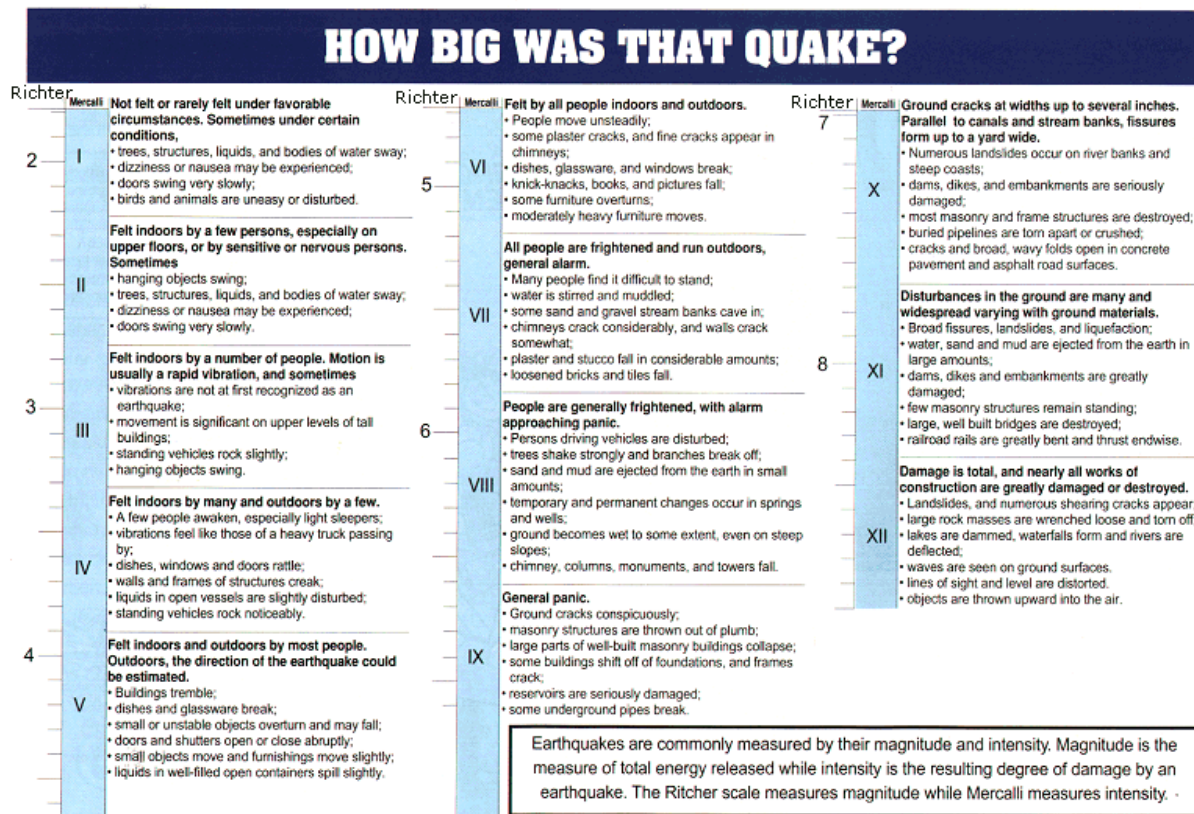 HOW BIG WAS THAT QUAKE?
Richter
Mercalli
2
3
4
I
Not felt or rarely felt under favorable
circumstances. Sometimes under certain
conditions,
• trees, structures, liquids, and bodies of water sway;
• dizziness or nausea may be experienced;
• doors swing very slowly;
• birds and animals are uneasy or disturbed.
II
Felt indoors by a few persons, especially on
upper floors, or by sensitive or nervous persons.
Sometimes
• hanging objects swing;
• trees, structures, liquids, and bodies of water sway;
• dizziness or nausea may be experienced;
• doors swing very slowly.
III
Felt indoors by a number of people. Motion is
usually a rapid vibration, and sometimes
• vibrations are not at first recognized as an
earthquake;
• movement is significant on upper levels of tall
buildings;
• standing vehicles rock slightly;
• hanging objects swing.
IV
Felt indoors by many and outdoors by a few.
• A few people awaken, especially light sleepers;
• vibrations feel like those of a heavy truck passing
by;
• dishes, windows and doors rattle;
• walls and frames of structures creak;
• liquids in open vessels are slightly disturbed;
• standing vehicles rock noticeably.
V
Felt indoors and outdoors by most people.
Outdoors, the direction of the earthquake could
be estimated.
• Buildings tremble;
• dishes and glassware break;
• small or unstable objects overturn and may fall;
• doors and shutters open or close abruptly;
• small objects move and furnishings move slightly;
• liquids in well-filled open containers spill slightly.
Richter
Mercalli
5
6
VI
Felt by all people indoors and outdoors.
• People move unsteadily;
• some plaster cracks, and fine cracks appear in
chimneys;
• dishes, glassware, and windows break;
• knick-knacks, books, and pictures fall;
• some furniture overturns;
• moderately heavy furniture moves.
VII
All people are frightened and run outdoors,
general alarm.
• Many people find it difficult to stand;
• water is stirred and muddled;
• some sand and gravel stream banks cave in;
• chimneys crack considerably, and walls crack
somewhat;
• plaster and stucco fall in considerable amounts;
• loosened bricks and tiles fall.
VIII
People are generally frightened, with alarm
approaching panic.
• Persons driving vehicles are disturbed;
• trees shake strongly and branches break off;
• sand and mud are ejected from the earth in small
amounts;
• temporary and permanent changes occur in springs
and wells;
• ground becomes wet to some extent, even on steep
slopes;
• chimney, columns, monuments, and towers fall.
IX
General panic.
• Ground cracks conspicuously;
• masonry structures are thrown out of plumb;
• large parts of well-built masonry buildings collapse;
• some buildings shift off of foundations, and frames
crack;
• reservoirs are seriously damaged;
• some underground pipes break.
Richter
Mercalli
7
8
X
Ground cracks at widths up to several inches.
Parallel to canals and stream banks, fissures
form up to a yard wide.
• Numerous landslides occur on river banks and
steep coasts;
• dams, dikes, and embankments are seriously
damaged;
• most masonry and frame structures are destroyed;
• buried pipelines are torn apart or crushed;
• cracks and broad, wavy folds open in concrete
pavement and asphalt road surfaces.
XI
Disturbances in the ground are many and
widespread varying with ground materials.
• Broad fissures, landslides, and liquefaction;
• water, sand and mud are ejected from the earth in
large amounts;
• dams, dikes and embankments are greatly
damaged;
• few masonry structures remain standing;
• large, well built bridges are destroyed;
• railroad rails are greatly bent and thrust endwise.
XII
Damage is total, and nearly all works of
construction are greatly damaged or destroyed.
• Landslides, and numerous shearing cracks appear
• large rock masses are wrenched loose and torn off
• lakes are dammed, waterfalls form and rivers are
deflected;
• waves are seen on ground surfaces.
• lines of sight and level are distorted.
• objects are thrown upward into the air.
Earthquakes are commonly measured by their magnitude and intensity. Magnitude is the
measure of total energy released while intensity is the resulting degree of damage by an
earthquake. The Ritcher scale measures magnitude while Mercalli measures intensity.